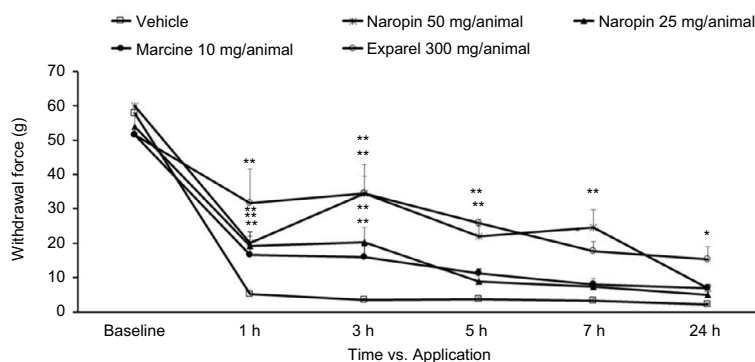 Vehicle Naropin 50 mg/animal Naropin 25 mg/animal
Marcine 10 mg/animal Exparel 300 mg/animal
Withdrawal force (g)
70
60
50
40
30
20
10
0
** ** ** **
** **
*
** **
** **
**
Baseline 1 h 3 h 5 h 7 h 24 h
Time vs. Application